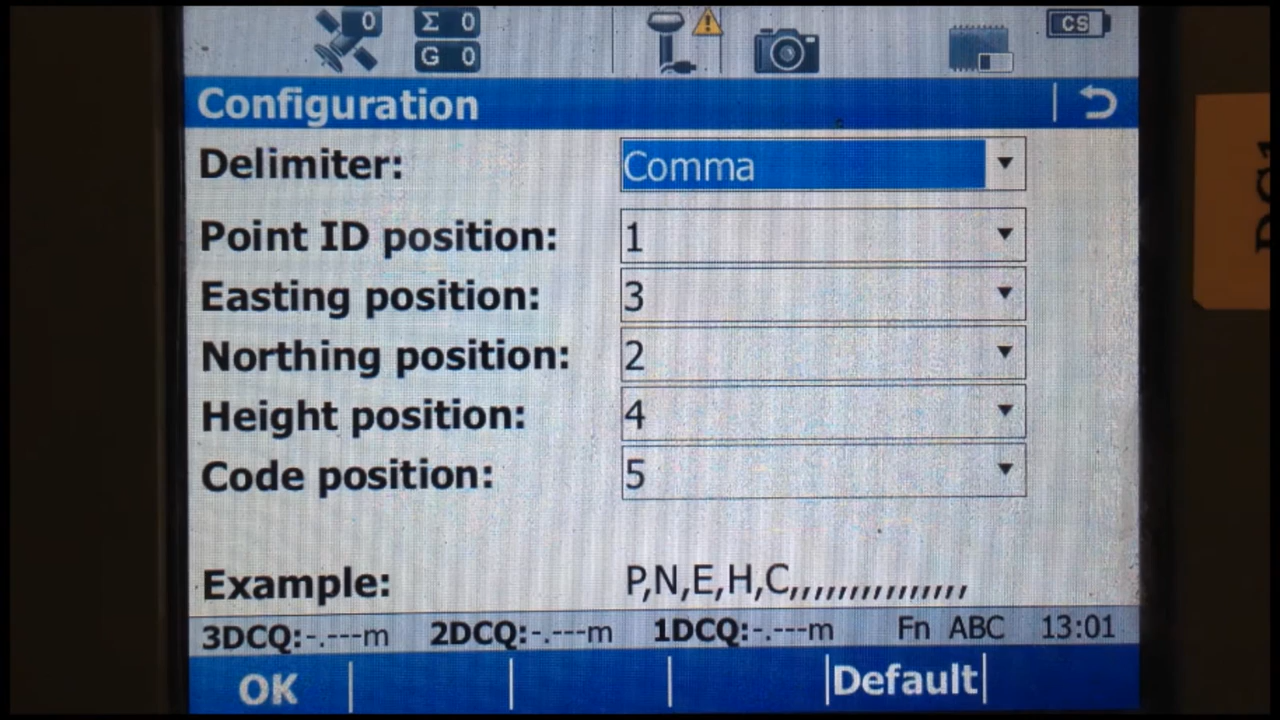 0 Σ 0 CS
G 0
Configuration
Delimiter: Comma
Point ID position: 1
Easting position: 3
Northing position: 2
Height position: 4
Code position: 5
Example: P,N,E,H,C,,,,,,,,,,,,,,,
3DCQ:-.---m 2DCQ:-.---m 1DCQ:-.---m Fn ABC 13:01
OK Default